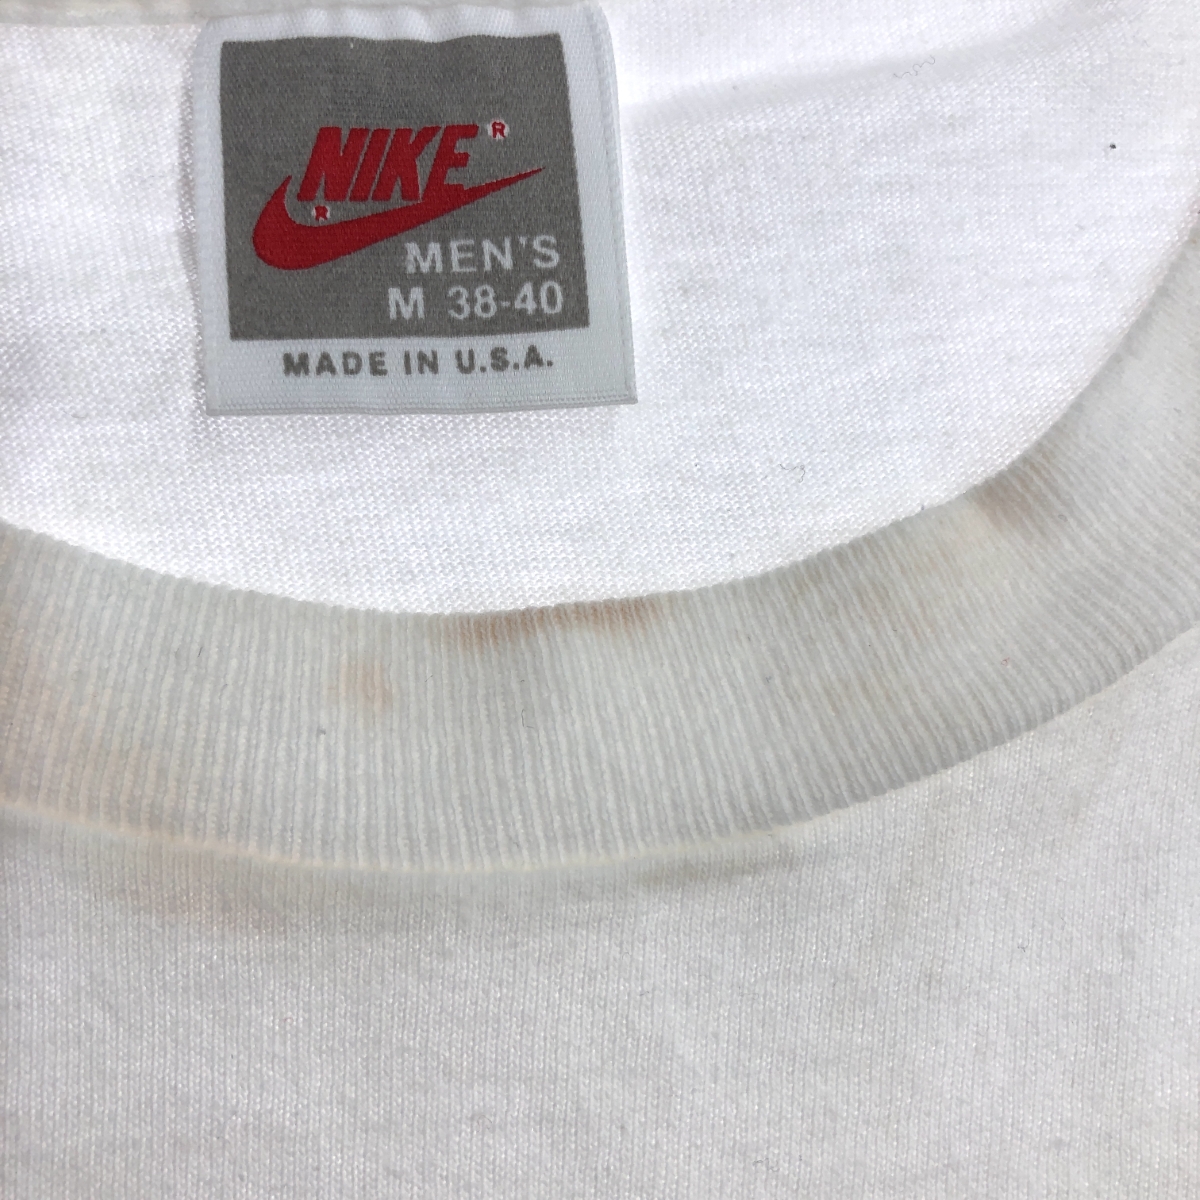 NIKE ®
®
MEN'S
M 38-40
MADE IN U.S.A.